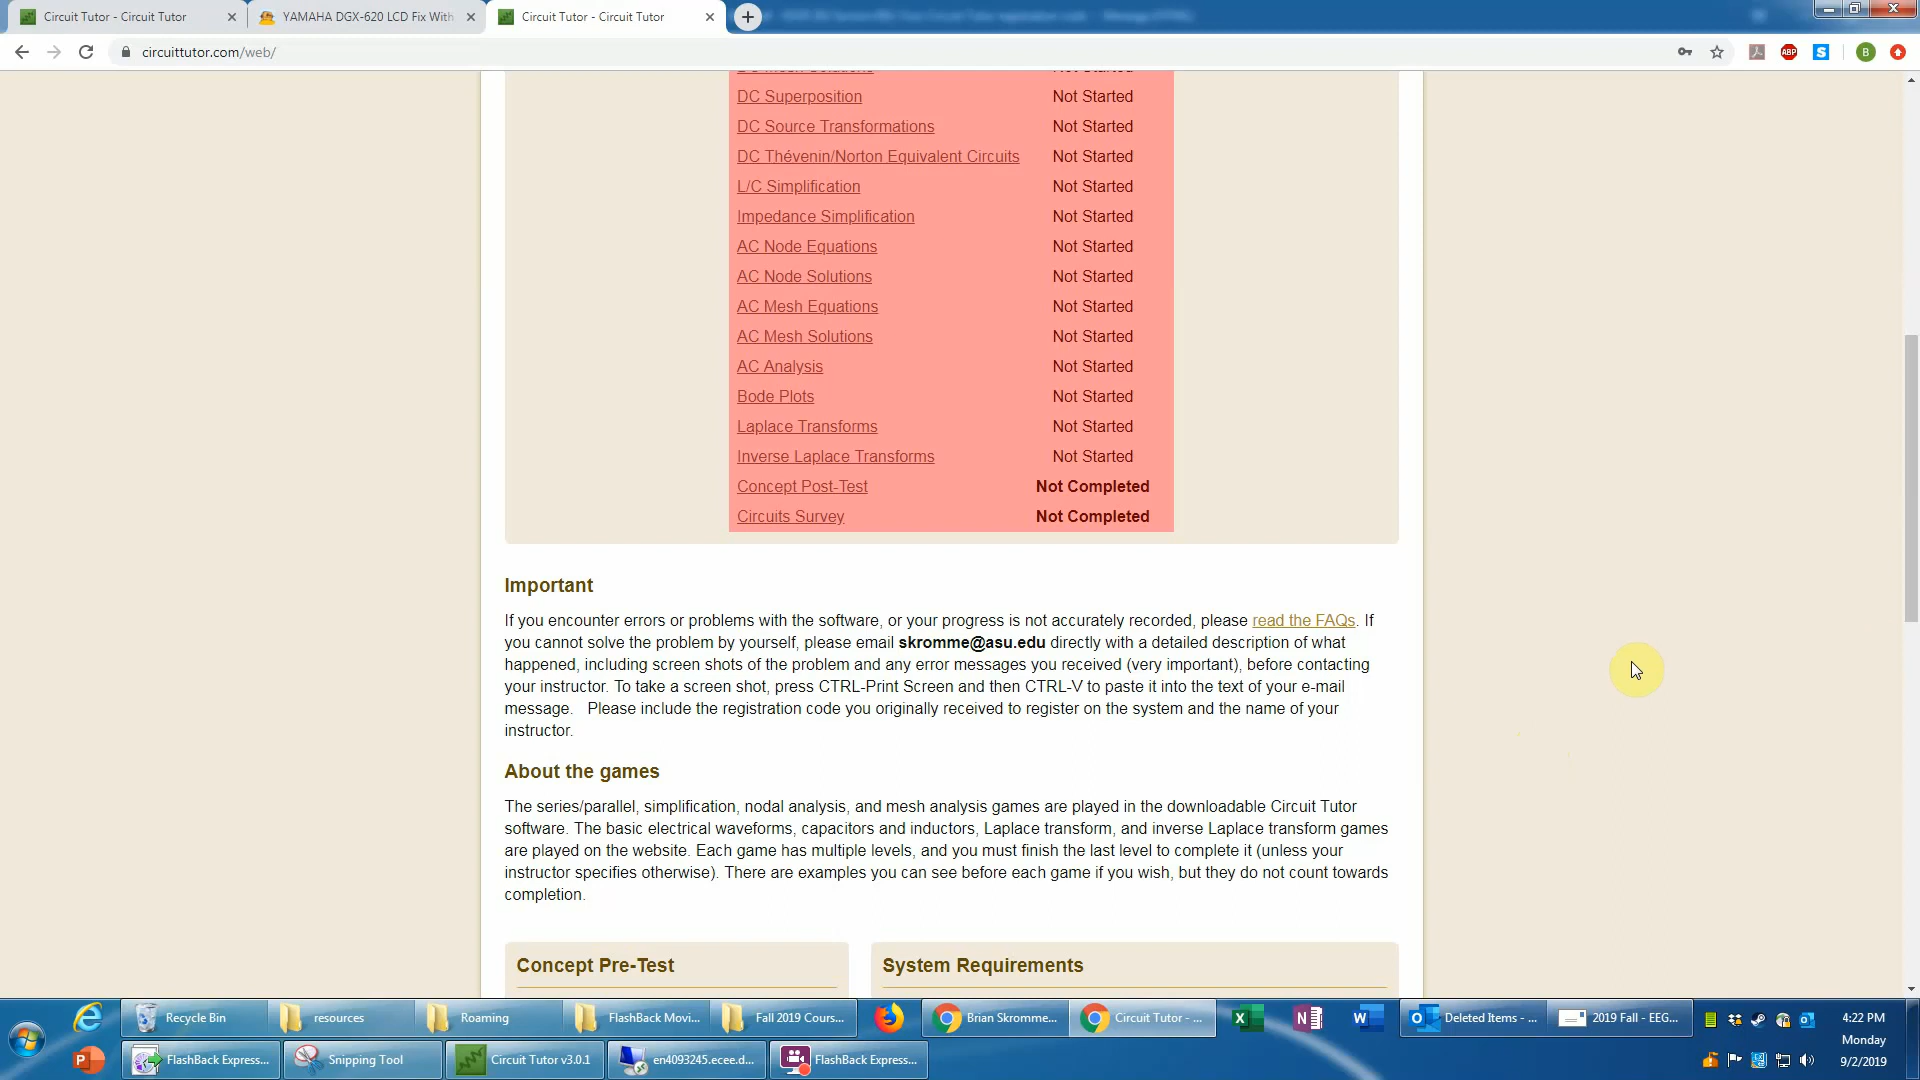 Circuit Tutor - Circuit Tutor
YAMAHA DGX-620 LCD Fix With
Circuit Tutor - Circuit Tutor
circuittutor.com/web/
ABP
S
B
Not Started
DC Superposition Not Started
DC Source Transformations Not Started
DC Thévenin/Norton Equivalent Circuits Not Started
L/C Simplification Not Started
Impedance Simplification Not Started
AC Node Equations Not Started
AC Node Solutions Not Started
AC Mesh Equations Not Started
AC Mesh Solutions Not Started
AC Analysis Not Started
Bode Plots Not Started
Laplace Transforms Not Started
Inverse Laplace Transforms Not Started
Concept Post-Test Not Completed
Circuits Survey Not Completed
Important
If you encounter errors or problems with the software, or your progress is not accurately recorded, please read the FAQs. If
you cannot solve the problem by yourself, please email skromme@asu.edu directly with a detailed description of what
happened, including screen shots of the problem and any error messages you received (very important), before contacting
your instructor. To take a screen shot, press CTRL-Print Screen and then CTRL-V to paste it into the text of your e-mail
message. Please include the registration code you originally received to register on the system and the name of your
instructor.
About the games
The series/parallel, simplification, nodal analysis, and mesh analysis games are played in the downloadable Circuit Tutor
software. The basic electrical waveforms, capacitors and inductors, Laplace transform, and inverse Laplace transform games
are played on the website. Each game has multiple levels, and you must finish the last level to complete it (unless your
instructor specifies otherwise). There are examples you can see before each game if you wish, but they do not count towards
completion.
Concept Pre-Test
System Requirements
Recycle Bin
resources
Roaming
FlashBack Movi...
Fall 2019 Cours...
Brian Skromme...
Circuit Tutor - ...
Deleted Items - ...
2019 Fall - EEG...
4:22 PM
Monday
9/2/2019
FlashBack Express...
Snipping Tool
Circuit Tutor v3.0.1
en4093245.ecee.d...
FlashBack Express...